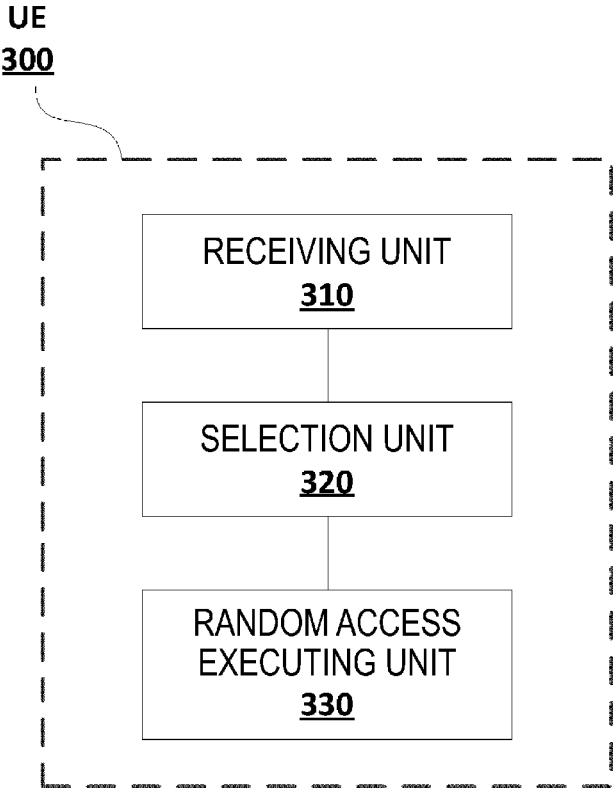 UE
300
RECEIVING UNIT
310
SELECTION UNIT
320
RANDOM ACCESS
EXECUTING UNIT
330